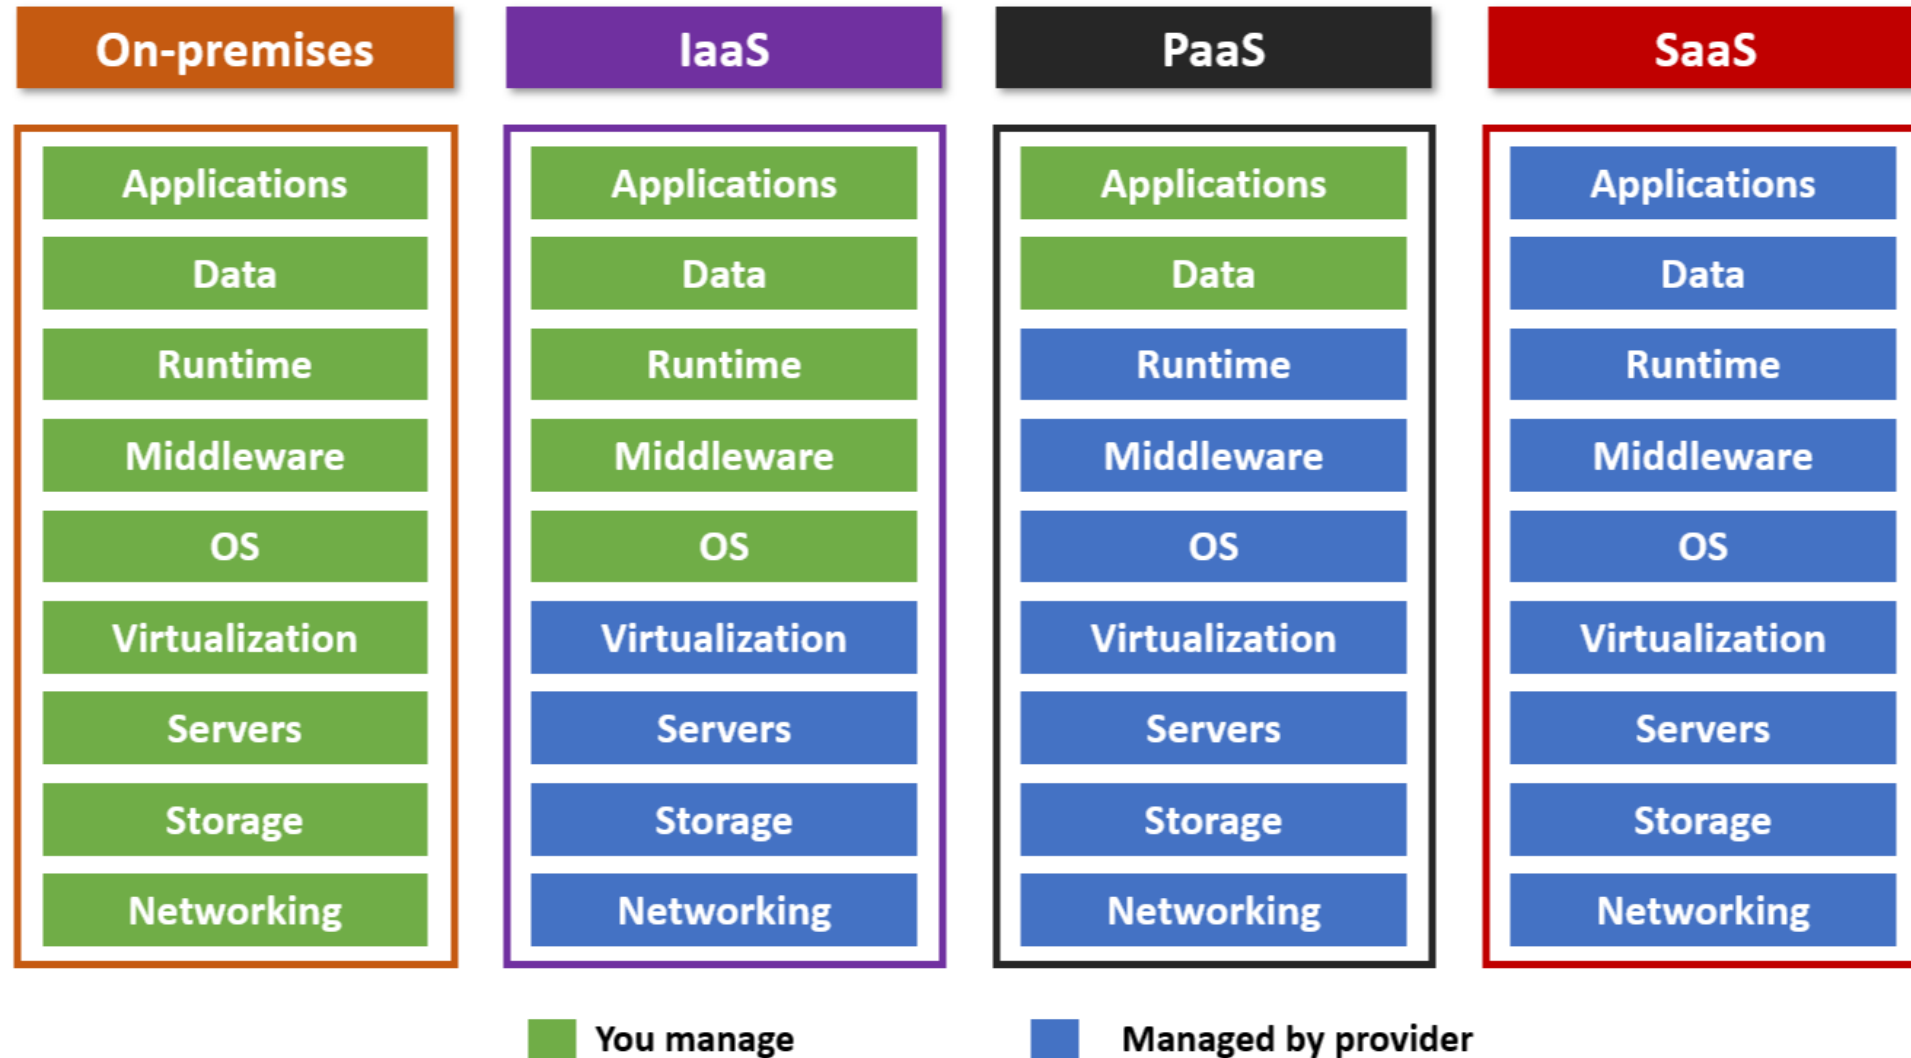 On-premises
Applications
Data
Runtime
Middleware
OS
Virtualization
Servers
Storage
Networking
IaaS
Applications
Data
Runtime
Middleware
OS
Virtualization
Servers
Storage
Networking
PaaS
Applications
Data
Runtime
Middleware
OS
Virtualization
Servers
Storage
Networking
SaaS
Applications
Data
Runtime
Middleware
OS
Virtualization
Servers
Storage
Networking
You manage
Managed by provider